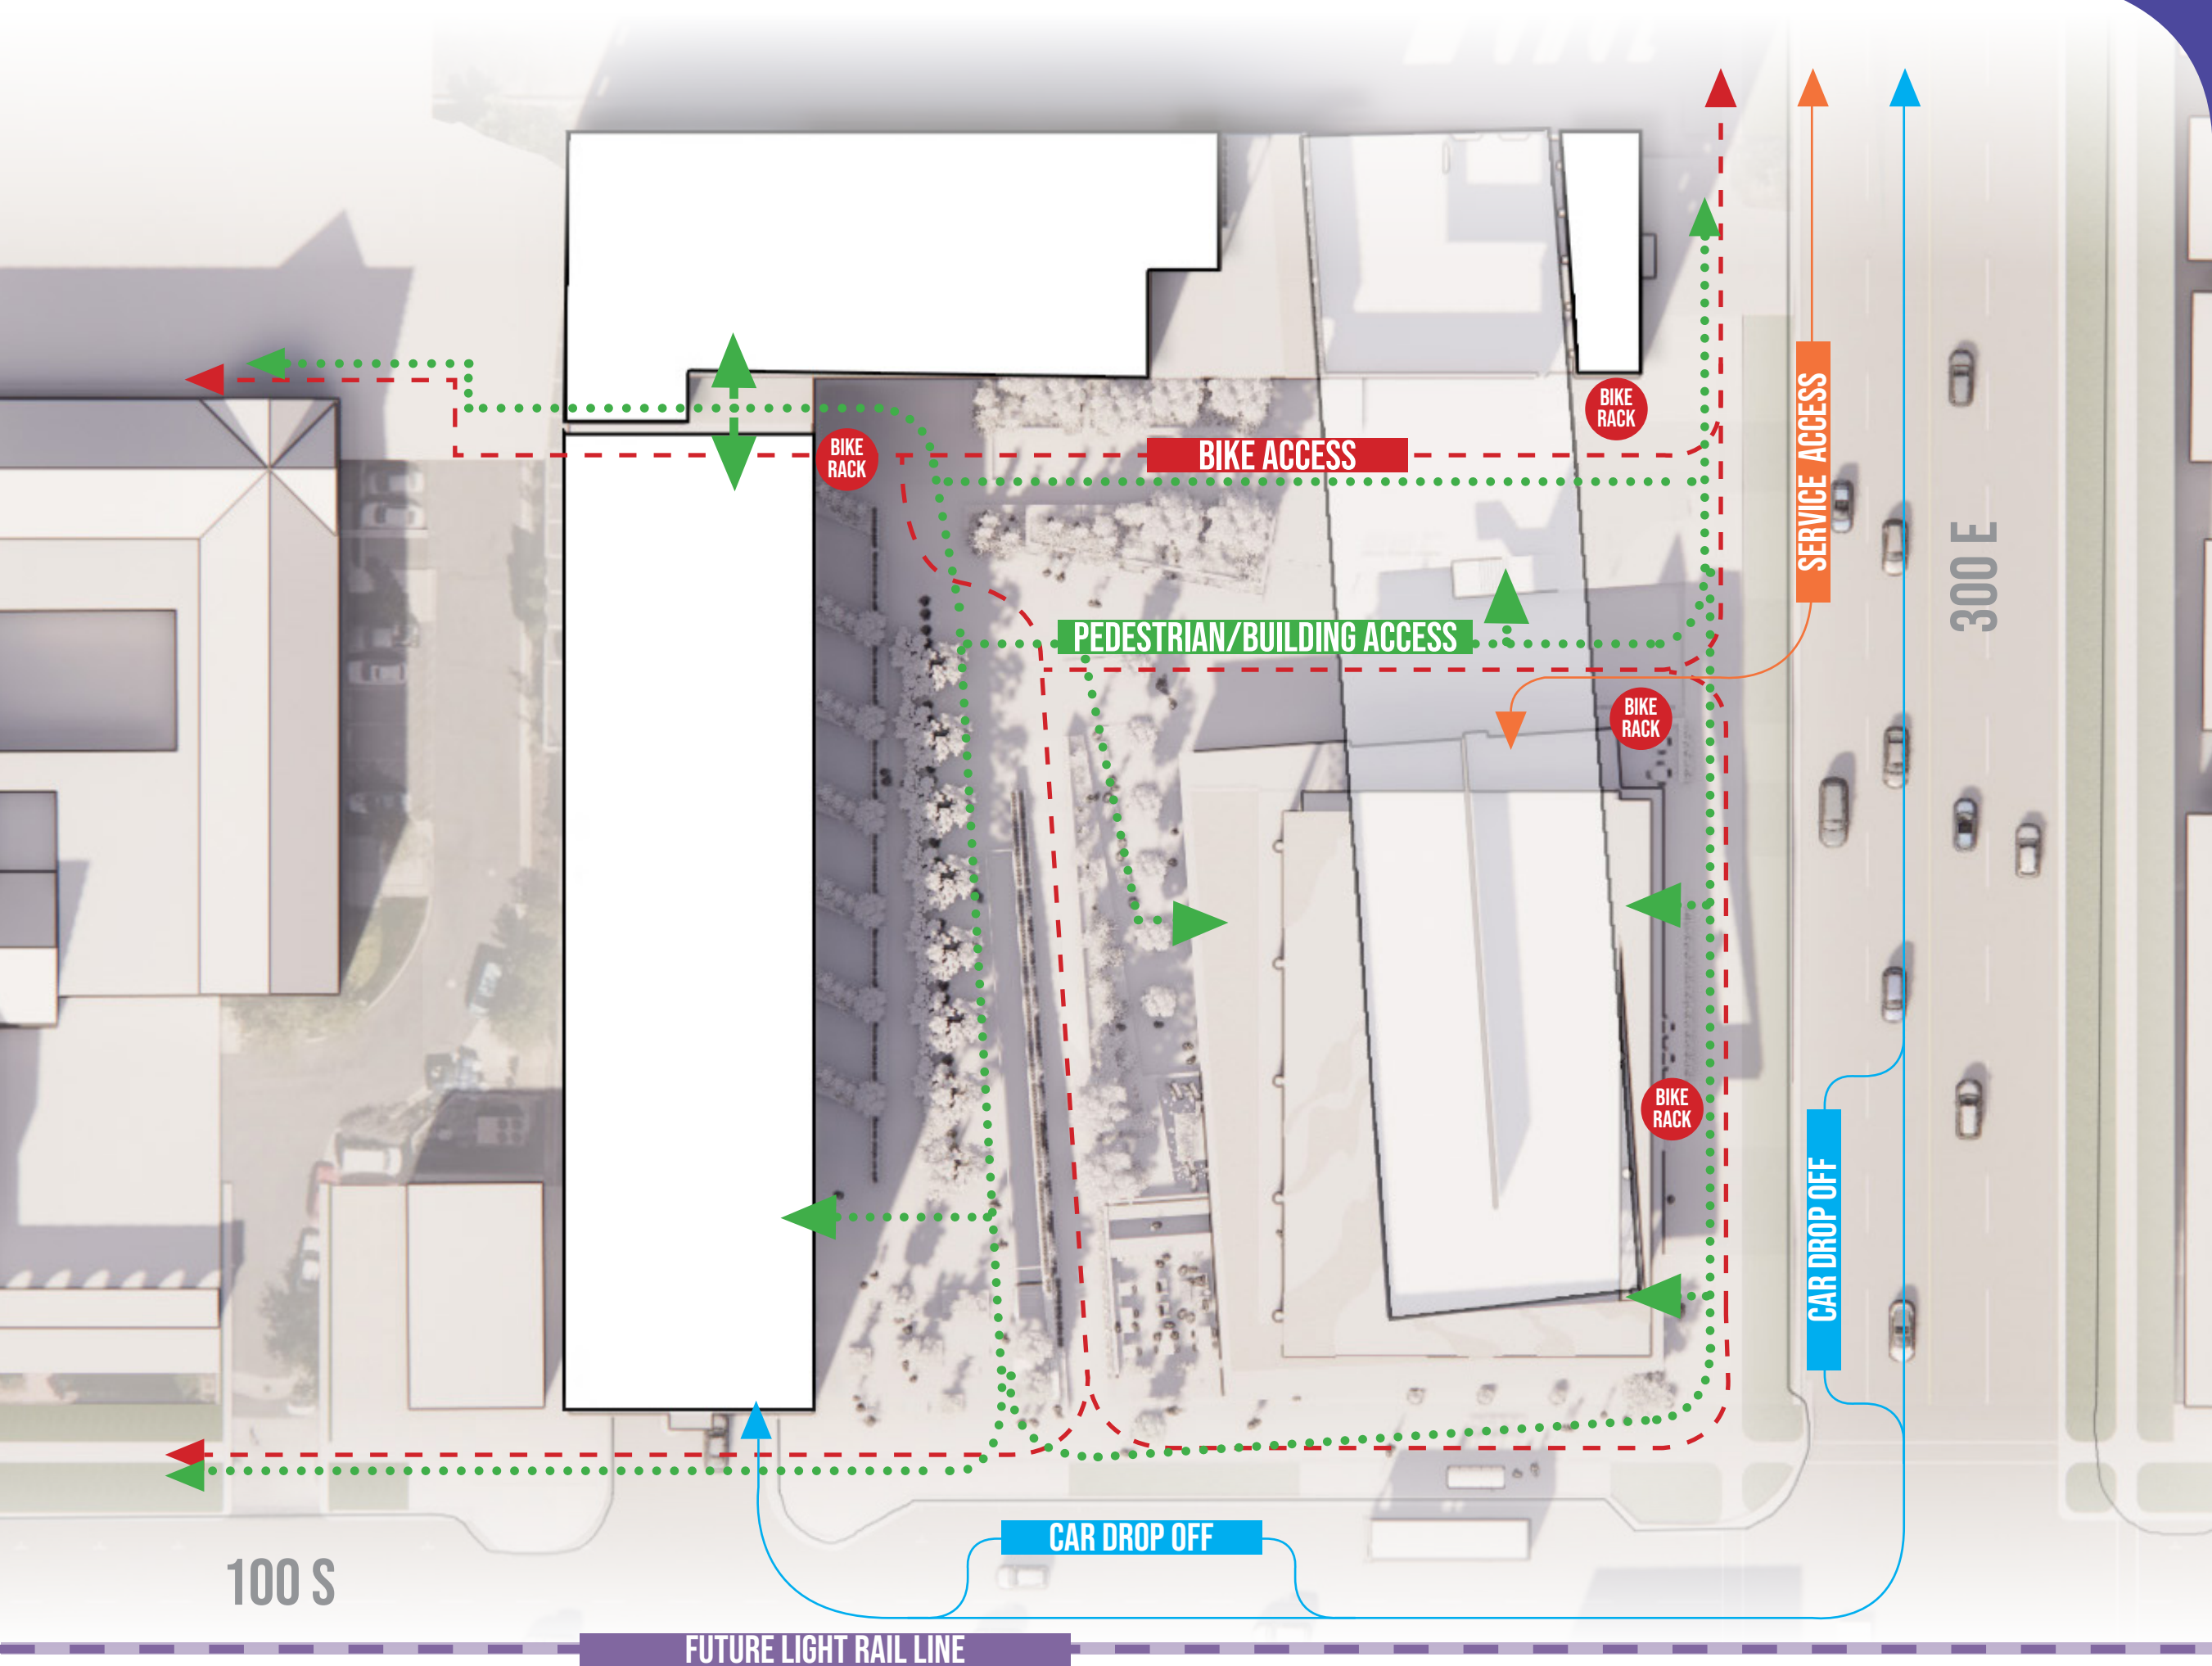 BIKE
RACK
BIKE
RACK
BIKE ACCESS
SERVICE ACCESS
300 E
PEDESTRIAN/BUILDING ACCESS
BIKE
RACK
BIKE
RACK
CAR DROP OFF
CAR DROP OFF
100 S
FUTURE LIGHT RAIL LINE